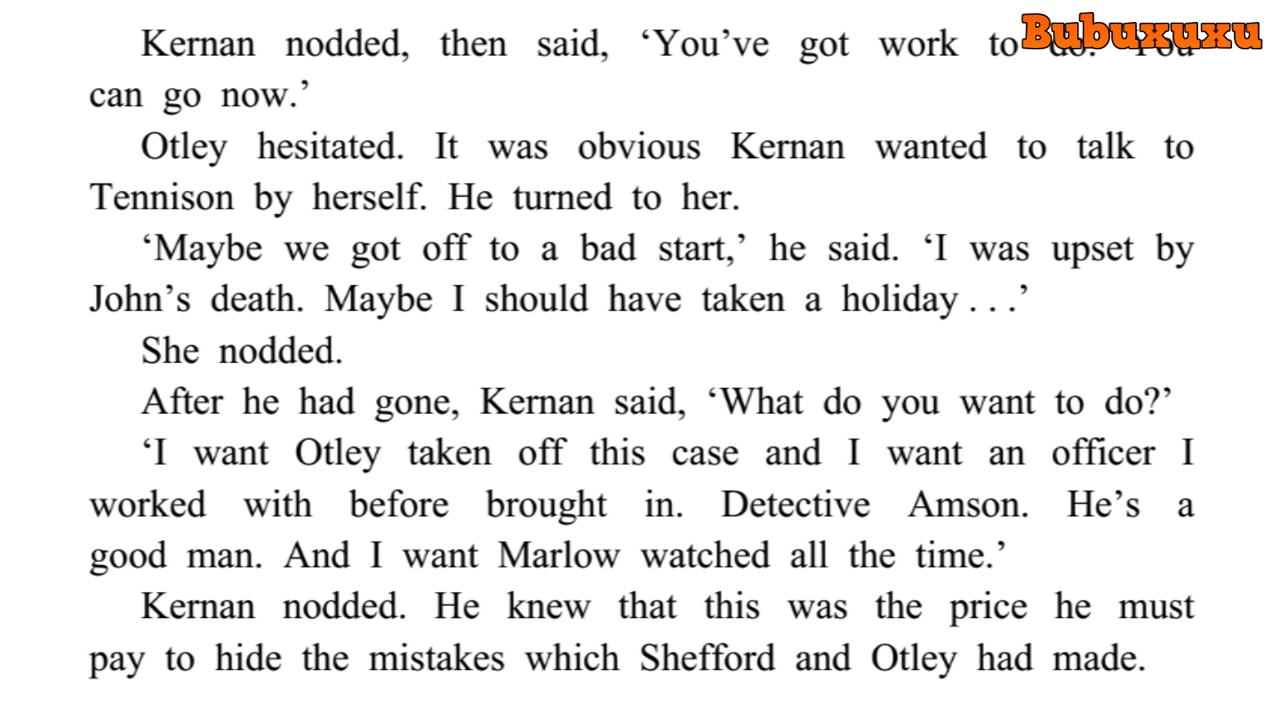 Kernan nodded, then said, ‘You’ve got work to do. You
Bubuxuxu
can go now.’
Otley hesitated. It was obvious Kernan wanted to talk to
Tennison by herself. He turned to her.
‘Maybe we got off to a bad start,’ he said. ‘I was upset by
John’s death. Maybe I should have taken a holiday . . .’
She nodded.
After he had gone, Kernan said, ‘What do you want to do?’
‘I want Otley taken off this case and I want an officer I
worked with before brought in. Detective Amson. He’s a
good man. And I want Marlow watched all the time.’
Kernan nodded. He knew that this was the price he must
pay to hide the mistakes which Shefford and Otley had made.